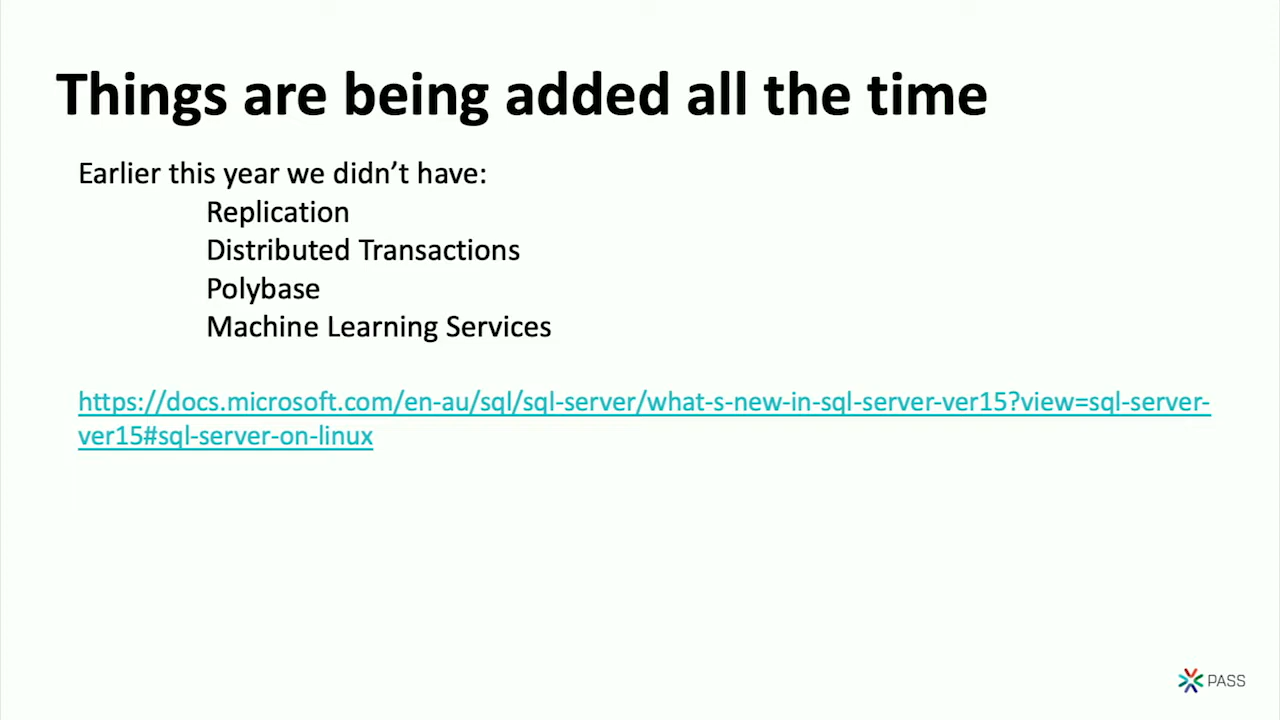 Things are being added all the time
Earlier this year we didn’t have:
Replication
Distributed Transactions
Polybase
Machine Learning Services
https://docs.microsoft.com/en-au/sql/sql-server/what-s-new-in-sql-server-ver15?view=sql-server-
ver15#sql-server-on-linux
PASS